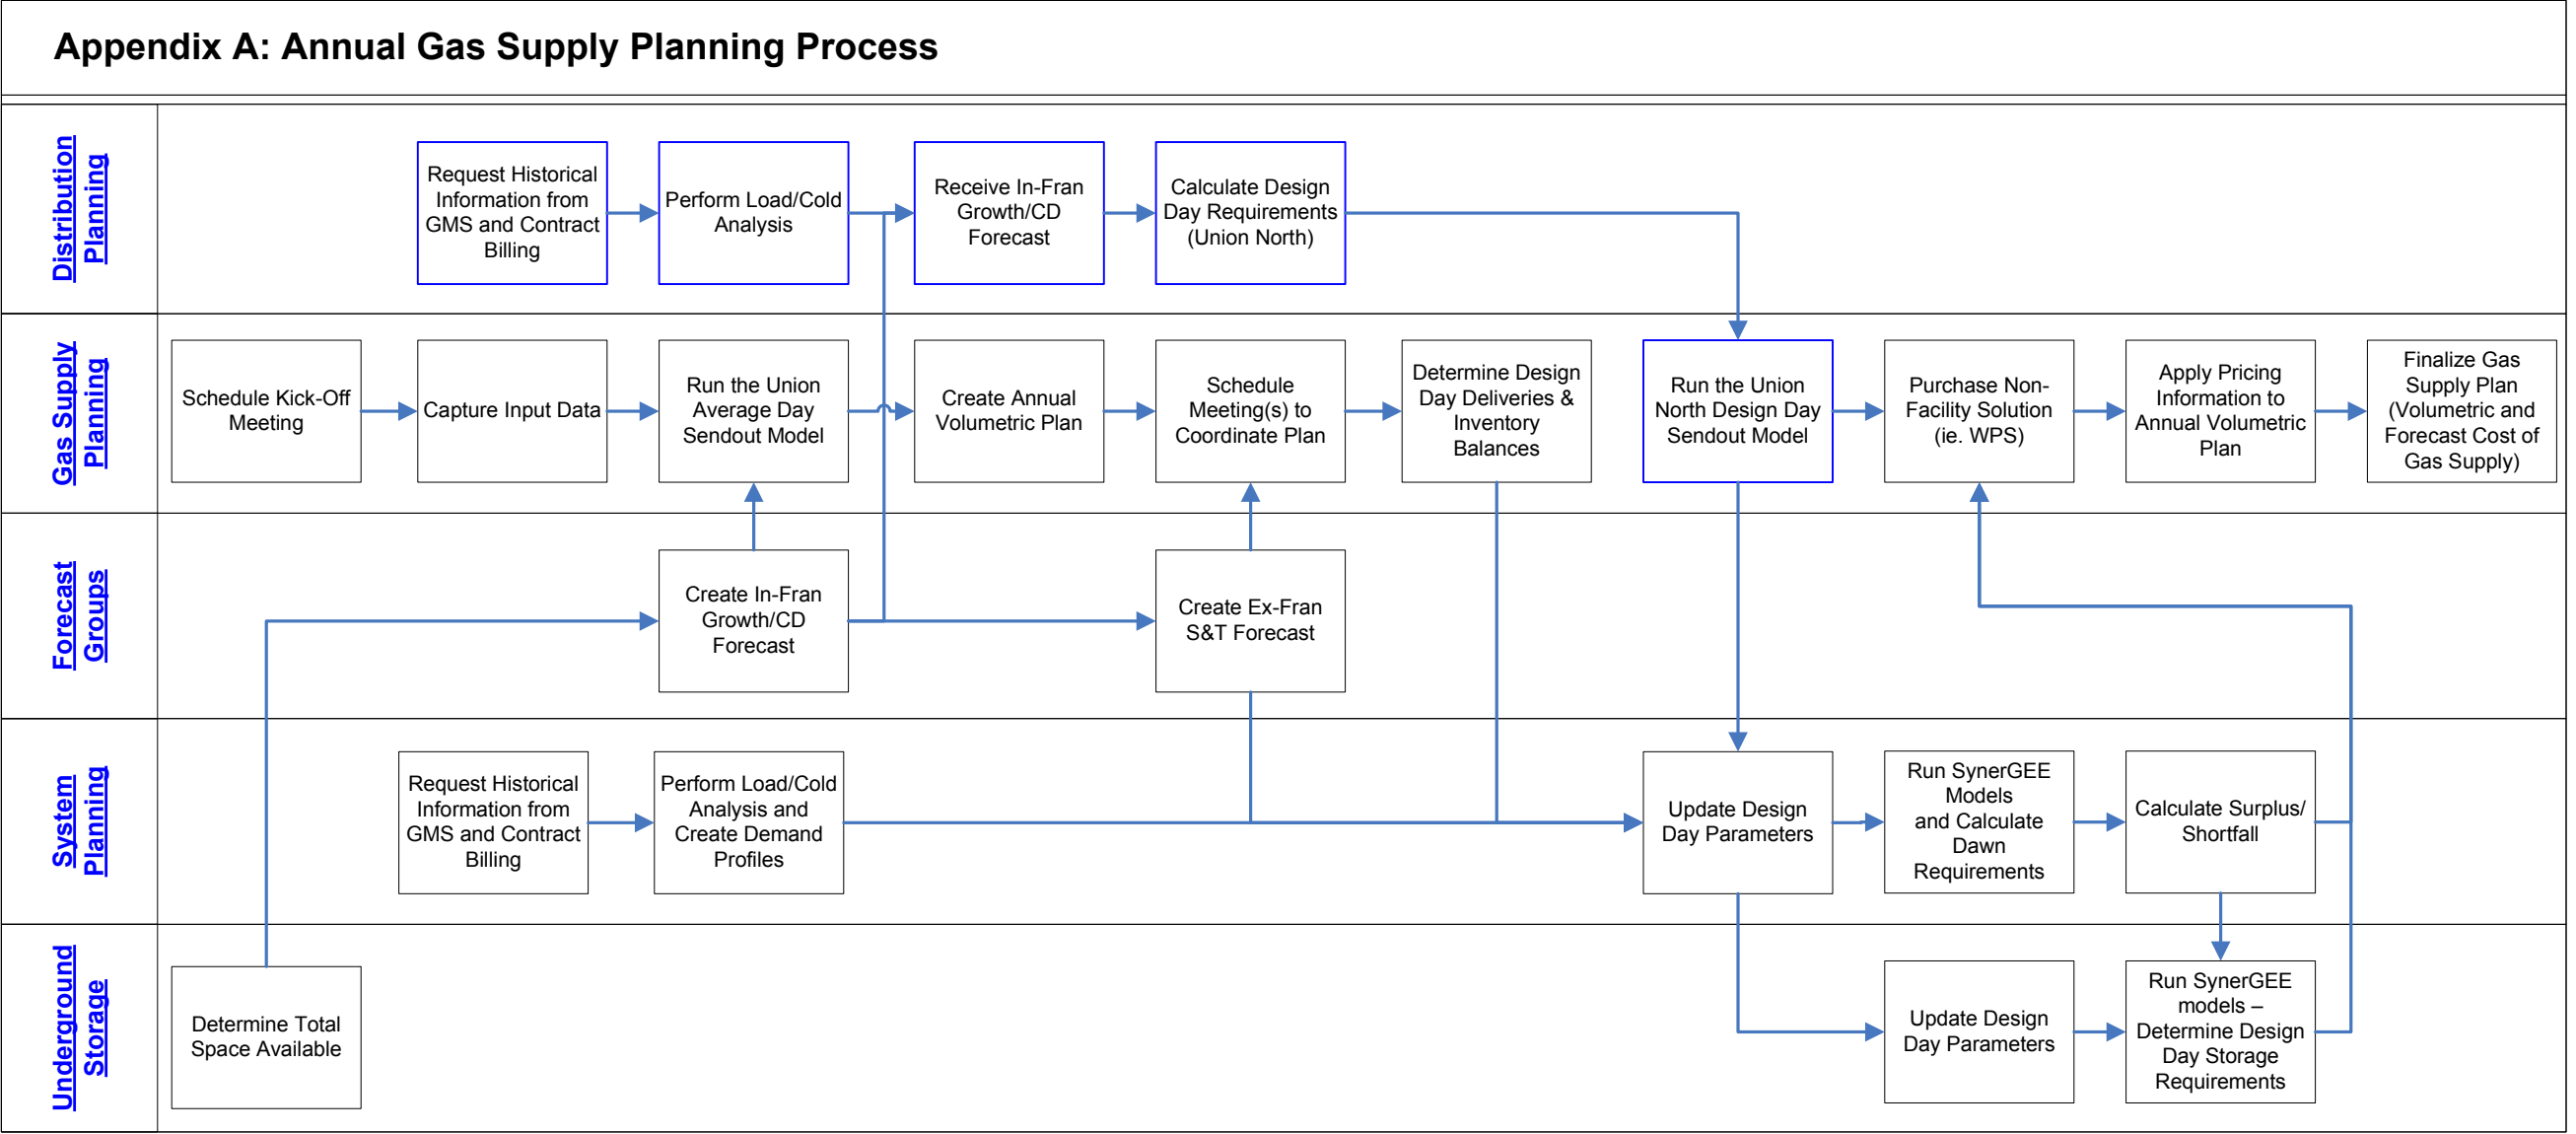 Appendix A: Annual Gas Supply Planning Process
Distribution
Planning
Request Historical
Information from
GMS and Contract
Billing
Perform Load/Cold
Analysis
Receive In-Fran
Growth/CD
Forecast
Calculate Design
Day Requirements
(Union North)
Gas Supply
Planning
Schedule Kick-Off
Meeting
Capture Input Data
Run the Union
Average Day
Sendout Model
Create Annual
Volumetric Plan
Schedule
Meeting(s) to
Coordinate Plan
Determine Design
Day Deliveries &
Inventory
Balances
Run the Union
North Design Day
Sendout Model
Purchase Non-
Facility Solution
(ie. WPS)
Apply Pricing
Information to
Annual Volumetric
Plan
Finalize Gas
Supply Plan
(Volumetric and
Forecast Cost of
Gas Supply)
Forecast
Groups
Create In-Fran
Growth/CD
Forecast
Create Ex-Fran
S&T Forecast
System
Planning
Request Historical
Information from
GMS and Contract
Billing
Perform Load/Cold
Analysis and
Create Demand
Profiles
Update Design
Day Parameters
Run SynerGEE
Models
and Calculate
Dawn
Requirements
Calculate Surplus/
Shortfall
Underground
Storage
Determine Total
Space Available
Update Design
Day Parameters
Run SynerGEE
models –
Determine Design
Day Storage
Requirements